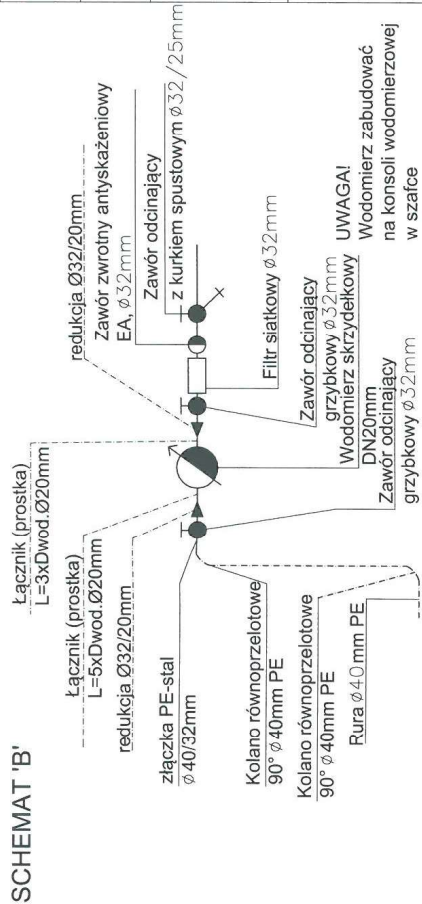 SCHEMAT 'B'
Łącznik (prostka)
L=3xDwod.Ø20mm
Łącznik (prostka)
L=5xDwod.Ø20mm
redukcja Ø32/20mm
złączka PE-stal
ø40/32mm
Kolano równoprzelotowe
90° ø40mm PE
Kolano równoprzelotowe
90° ø40mm PE
Rura ø40mm PE
redukcja Ø32/20mm
Zawór zwrotny antyskażeniowy
EA, ø32mm
Zawór odcinający
z kurkiem spustowym ø32/25mm
Filtr siatkowy ø32mm
Zawór odcinający
grzybkowy ø32mm
Wodomierz skrzydełkowy
DN20mm
Zawór odcinający
grzybkowy ø32mm
UWAGA!
Wodomierz zabudować
na konsoli wodomierzowej
w szafce